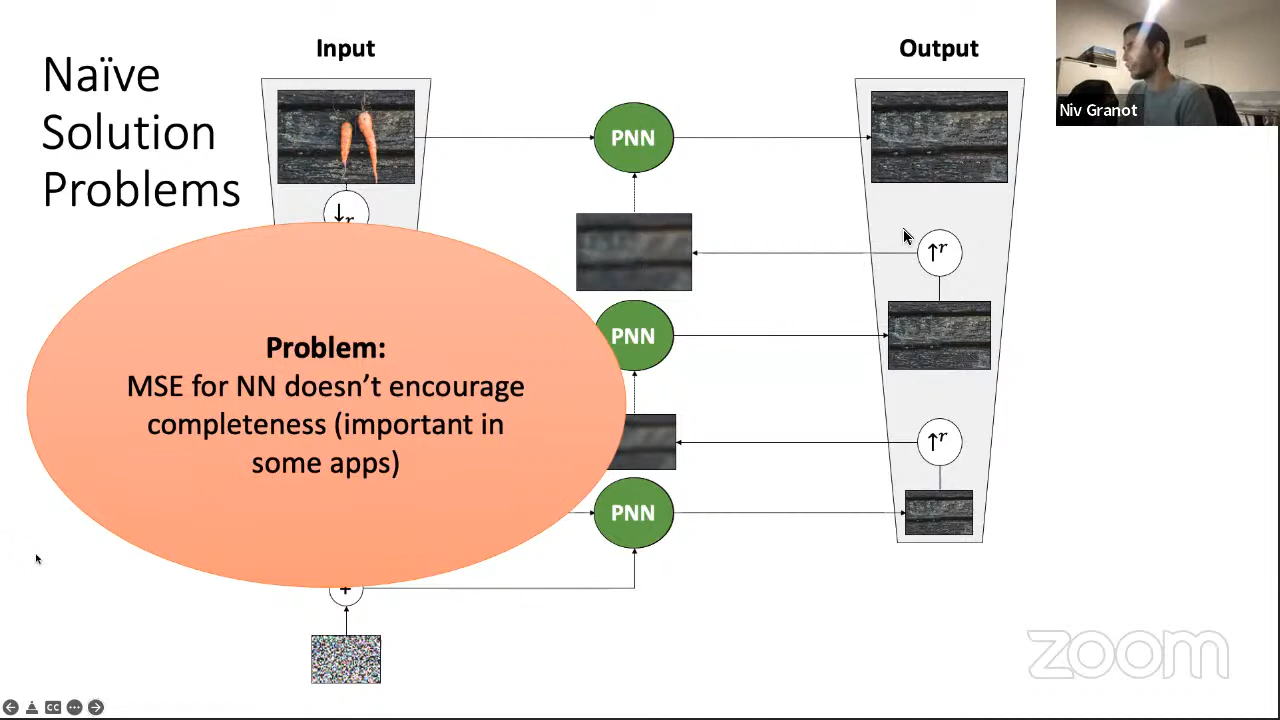 Naïve
Solution
Problems
Input
Output
Niv Granot
PNN
↓r
↑r
Problem:
MSE for NN doesn't encourage
completeness (important in
some apps)
PNN
↑r
PNN
+
zoom
CC